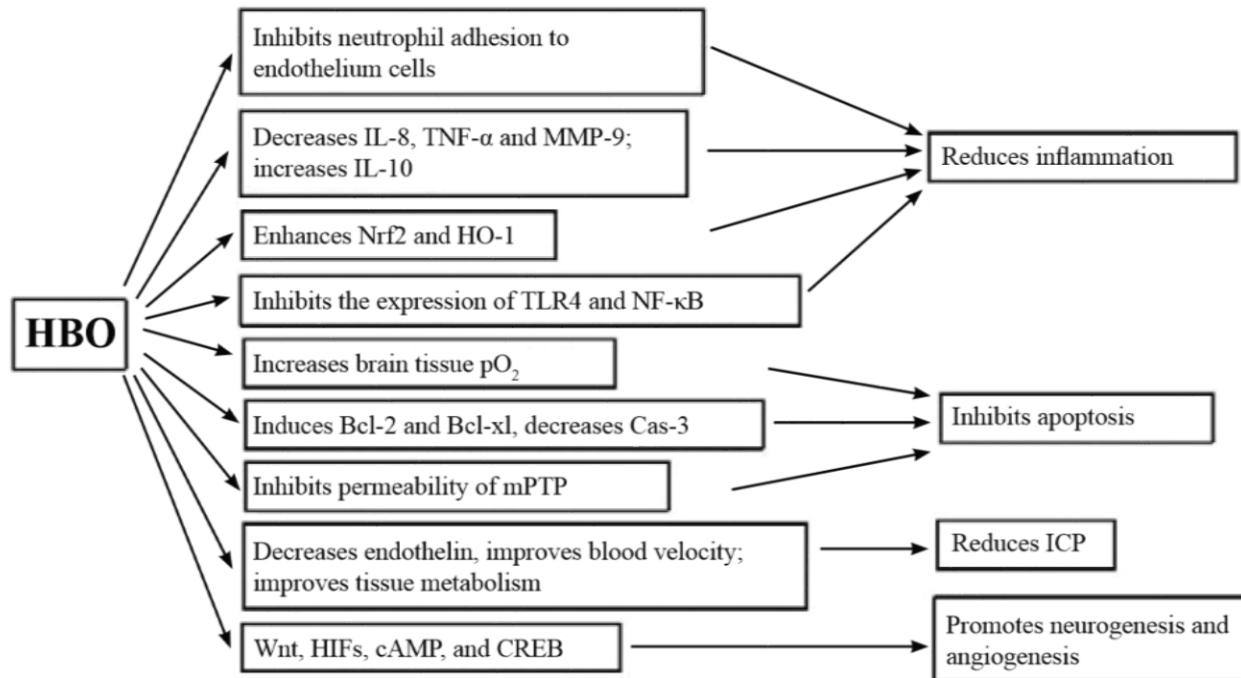 HBO
Inhibits neutrophil adhesion to
endothelium cells
Decreases IL-8, TNF-α and MMP-9;
increases IL-10
Enhances Nrf2 and HO-1
Inhibits the expression of TLR4 and NF-κB
Increases brain tissue pO₂
Induces Bcl-2 and Bcl-xl, decreases Cas-3
Inhibits permeability of mPTP
Decreases endothelin, improves blood velocity;
improves tissue metabolism
Wnt, HIFs, cAMP, and CREB
Reduces inflammation
Inhibits apoptosis
Reduces ICP
Promotes neurogenesis and
angiogenesis